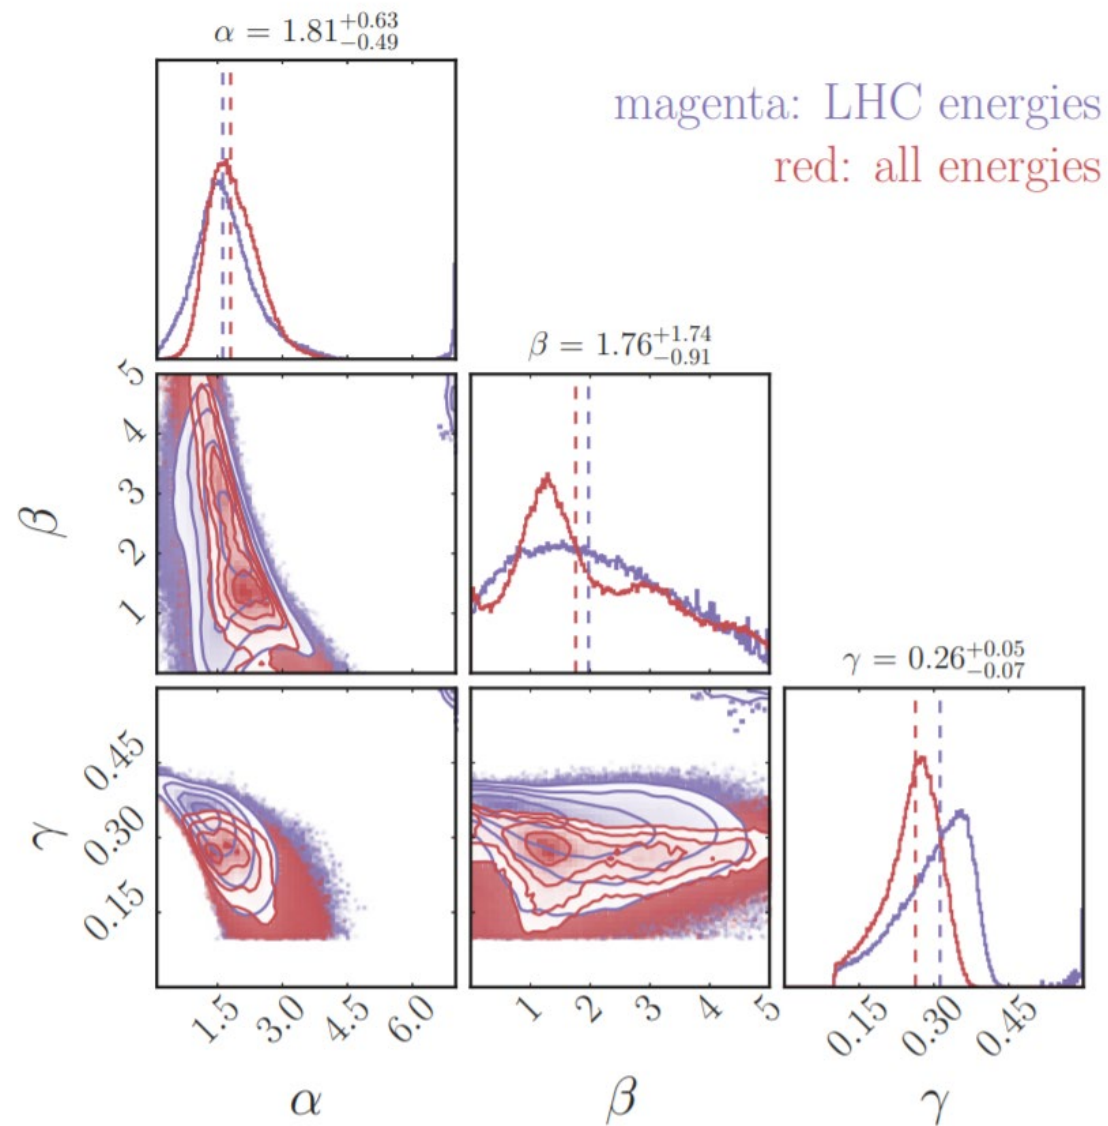 α = 1.81+0.63−0.49
magenta: LHC energies
red: all energies
β = 1.76+1.74−0.91
5
4
3
2
1
β
γ = 0.26+0.05−0.07
0.45
0.30
0.15
γ
1.5 3.0 4.5 6.0
1 2 3 4 5
0.15 0.30 0.45
α β γ